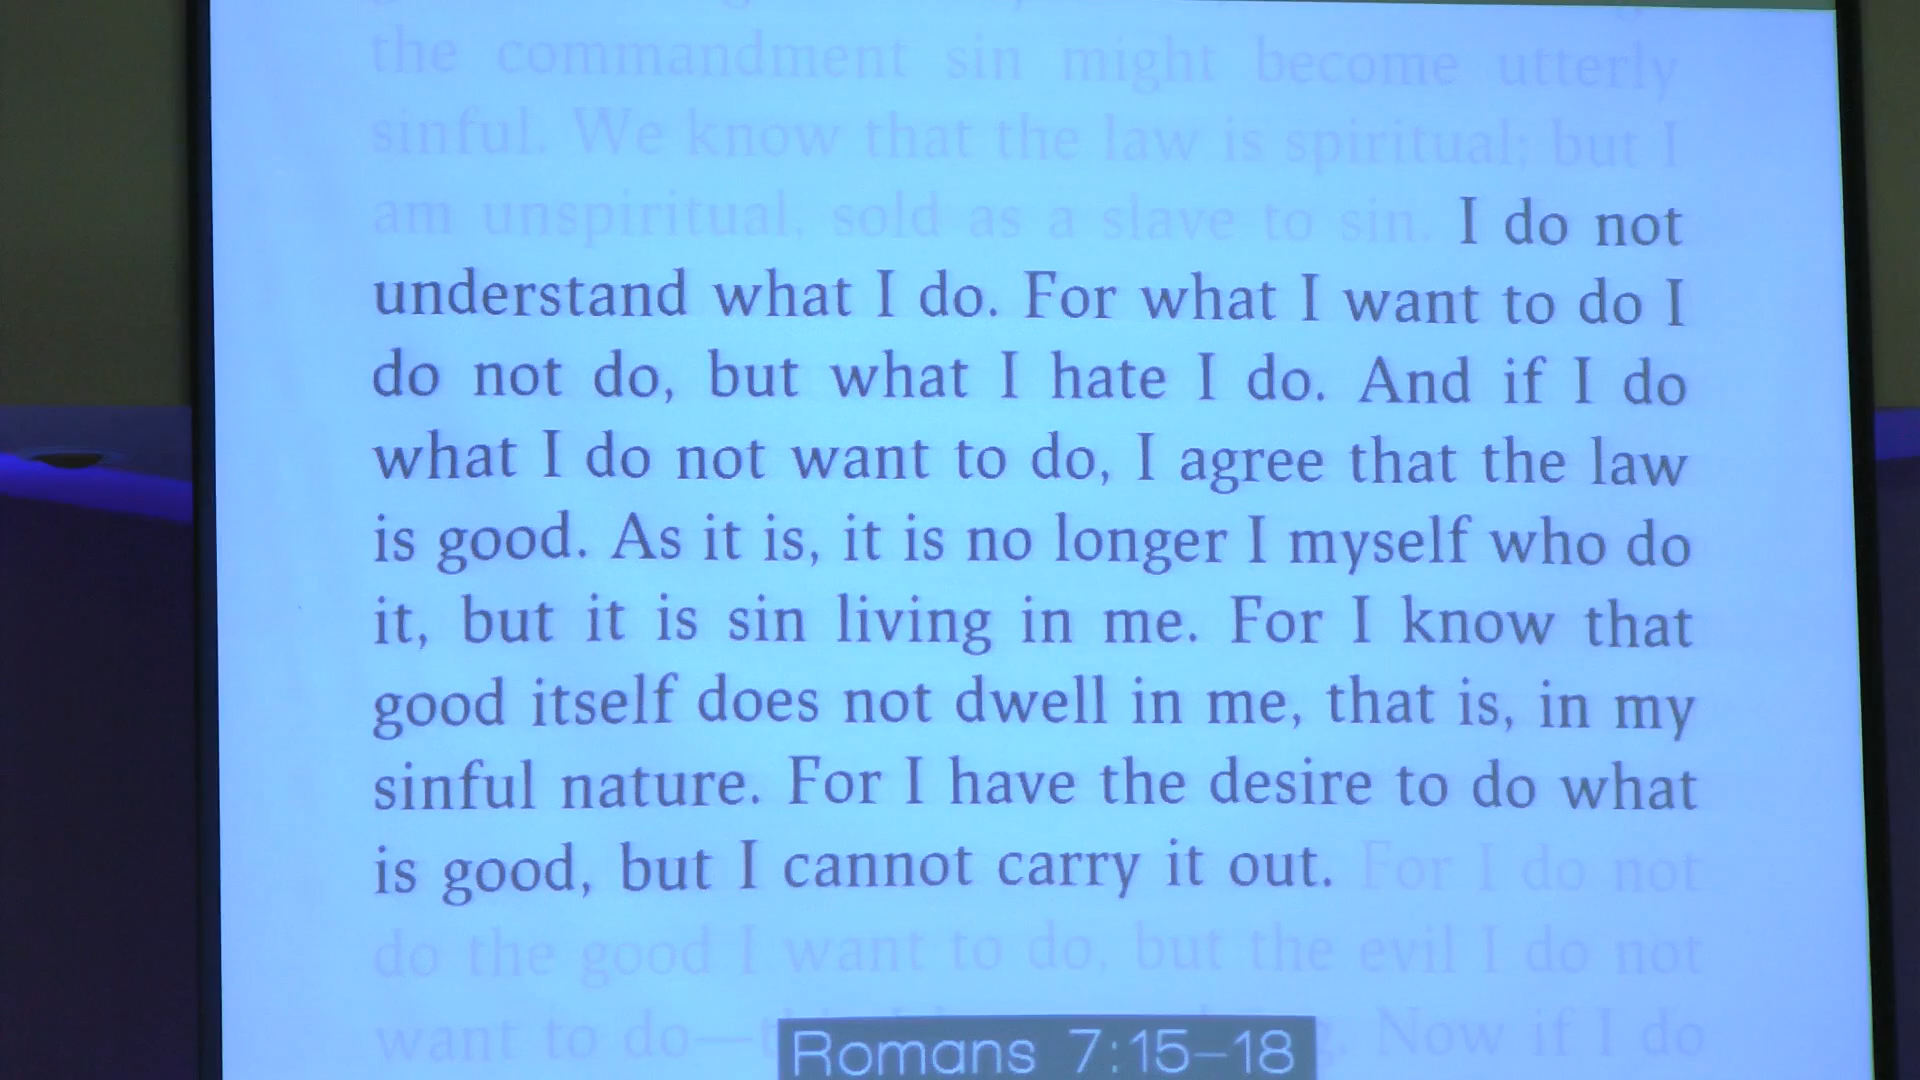 the commandment sin might become utterly
sinful. We know that the law is spiritual; but I
am unspiritual, sold as a slave to sin. I do not
understand what I do. For what I want to do I
do not do, but what I hate I do. And if I do
what I do not want to do, I agree that the law
is good. As it is, it is no longer I myself who do
it, but it is sin living in me. For I know that
good itself does not dwell in me, that is, in my
sinful nature. For I have the desire to do what
is good, but I cannot carry it out. For I do not
do the good I want to do, but the evil I do not
want to do— Now if I do
Romans 7:15–18